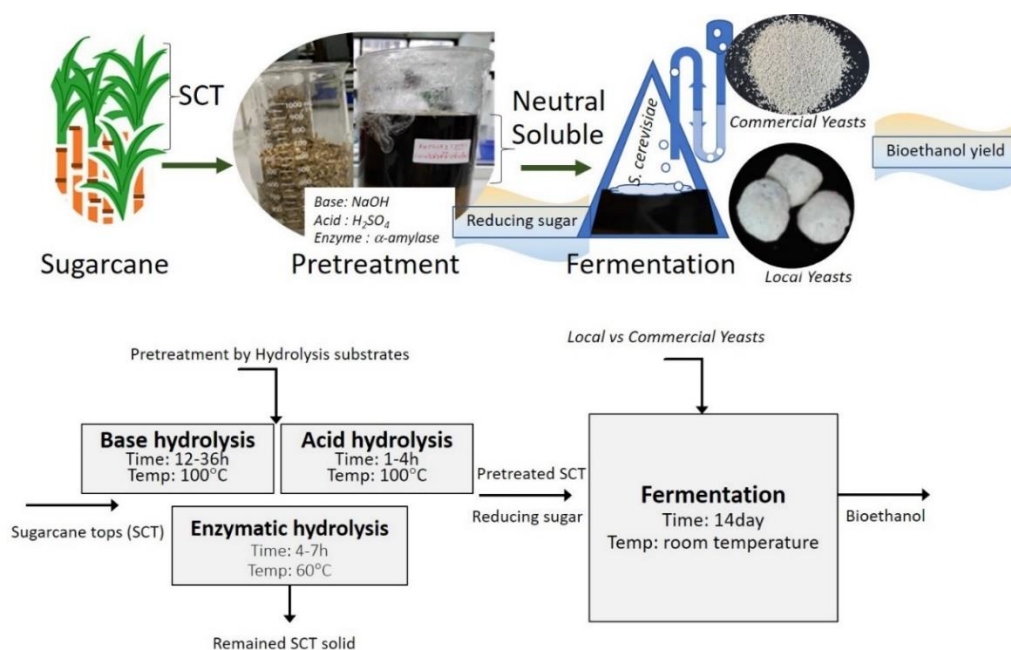 SCT
Sugarcane
Base: NaOH
Acid : H₂SO₄
Enzyme : α-amylase
Pretreatment
Neutral
Soluble
Reducing sugar
S. cerevisiae
Fermentation
Commercial Yeasts
Local Yeasts
Bioethanol yield
Pretreatment by Hydrolysis substrates
Local vs Commercial Yeasts
Base hydrolysis
Time: 12-36h
Temp: 100°C
Acid hydrolysis
Time: 1-4h
Temp: 100°C
Sugarcane tops (SCT)
Enzymatic hydrolysis
Time: 4-7h
Temp: 60°C
Remained SCT solid
Pretreated SCT
Reducing sugar
Fermentation
Time: 14day
Temp: room temperature
Bioethanol